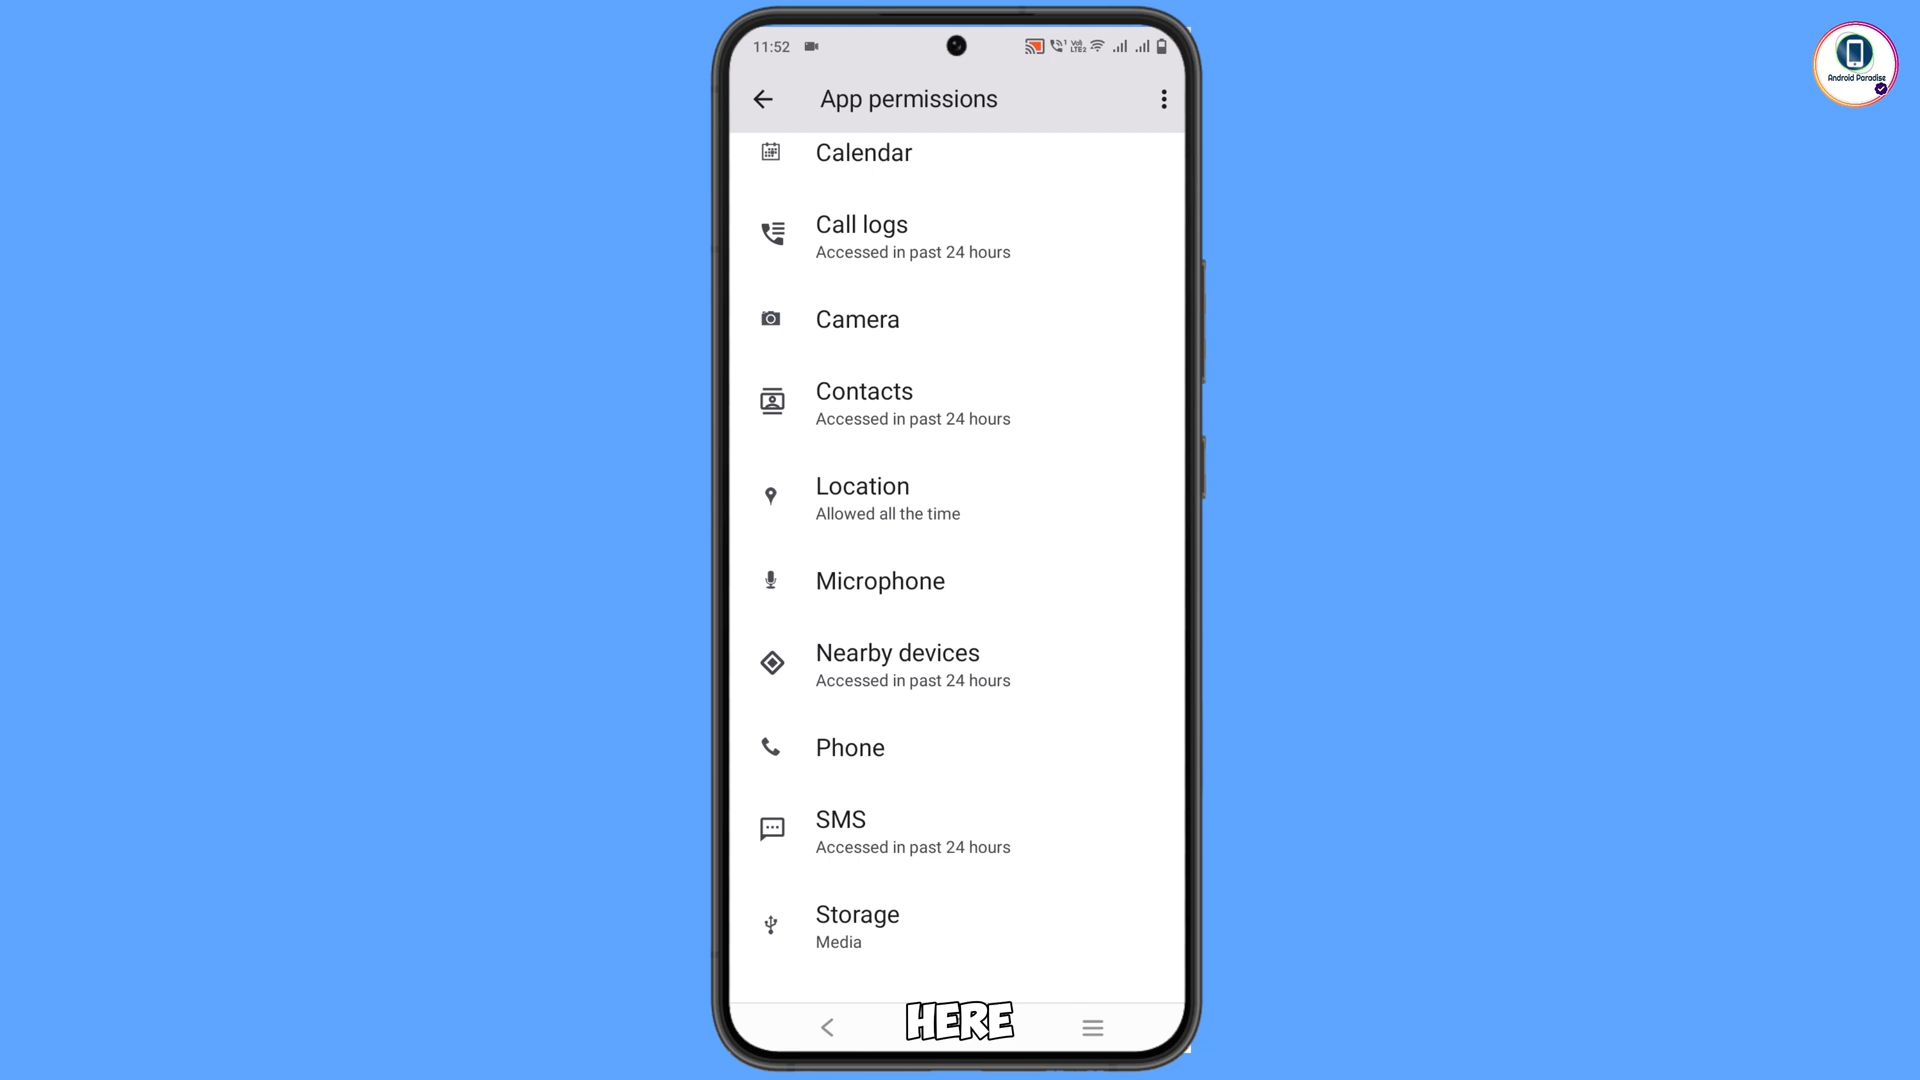 11:52
VoI)
LTE2
App permissions
Android Paradise
Calendar
Call logs
Accessed in past 24 hours
Camera
Contacts
Accessed in past 24 hours
Location
Allowed all the time
Microphone
Nearby devices
Accessed in past 24 hours
Phone
SMS
Accessed in past 24 hours
Storage
Media
HERE